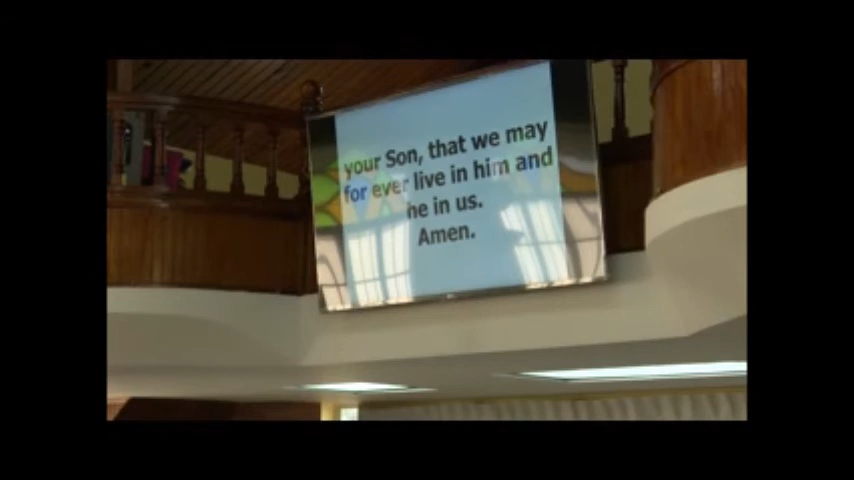 your Son, that we may
for ever live in him and
he in us.
Amen.